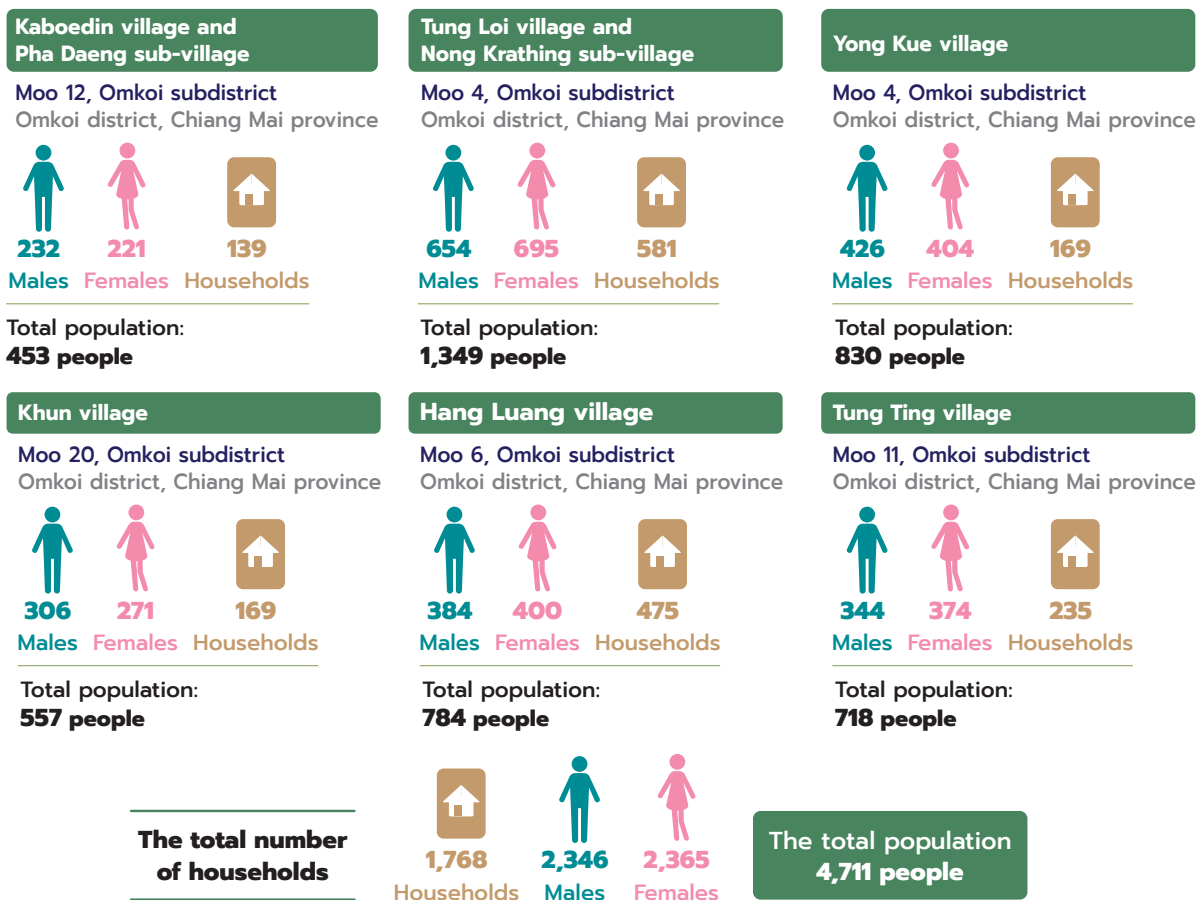 Kaboedin village and
Pha Daeng sub-village
Moo 12, Omkoi subdistrict
Omkoi district, Chiang Mai province
232
Males
221
Females
139
Households
Total population:
453 people
Tung Loi village and
Nong Krathing sub-village
Moo 4, Omkoi subdistrict
Omkoi district, Chiang Mai province
654
Males
695
Females
581
Households
Total population:
1,349 people
Yong Kue village
Moo 4, Omkoi subdistrict
Omkoi district, Chiang Mai province
426
Males
404
Females
169
Households
Total population:
830 people
Khun village
Moo 20, Omkoi subdistrict
Omkoi district, Chiang Mai province
306
Males
271
Females
169
Households
Total population:
557 people
Hang Luang village
Moo 6, Omkoi subdistrict
Omkoi district, Chiang Mai province
384
Males
400
Females
475
Households
Total population:
784 people
Tung Ting village
Moo 11, Omkoi subdistrict
Omkoi district, Chiang Mai province
344
Males
374
Females
235
Households
Total population:
718 people
The total number
of households
1,768
Households
2,346
Males
2,365
Females
The total population
4,711 people